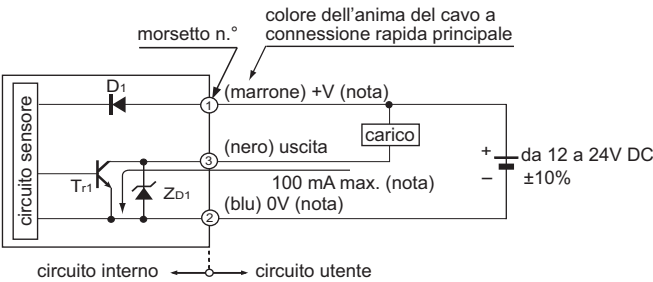 colore dell'anima del cavo a
connessione rapida principale
morsetto n.°
D1
1
(marrone) +V (nota)
circuito sensore
carico
3
(nero) uscita
+
da 12 a 24V DC
±10%
–
Tr1
ZD1
100 mA max. (nota)
2
(blu) 0V (nota)
circuito interno
circuito utente